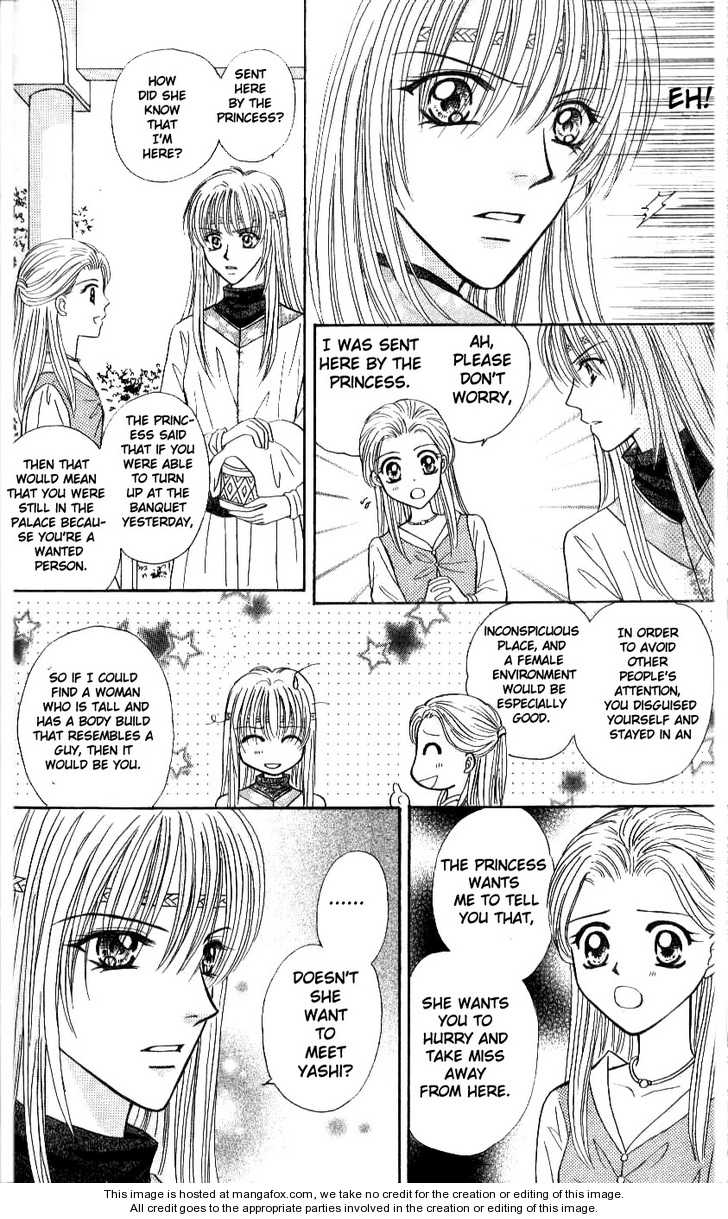 EH!
SENT
HERE
BY THE
PRINCESS?
HOW
DID SHE
KNOW
THAT
I'M
HERE?
AH,
PLEASE
DON'T
WORRY,
I WAS SENT
HERE BY THE
PRINCESS.
THE PRINC-
ESS SAID
THAT IF YOU
WERE ABLE
TO TURN
UP AT THE
BANQUET
YESTERDAY,
THEN THAT
WOULD MEAN
THAT YOU WERE
STILL IN THE
PALACE BECAU-
SE YOU'RE A
WANTED
PERSON.
IN ORDER
TO AVOID
OTHER
PEOPLE'S
ATTENTION,
YOU DISGUISED
YOURSELF AND
STAYED IN AN
INCONSPICUOUS
PLACE, AND
A FEMALE
ENVIRONMENT
WOULD BE
ESPECIALLY
GOOD.
SO IF I COULD
FIND A WOMAN
WHO IS TALL AND
HAS A BODY BUILD
THAT RESEMBLES A
GUY, THEN IT
WOULD BE YOU.
THE PRINCESS
WANTS
ME TO TELL
YOU THAT,
SHE WANTS
YOU TO
HURRY AND
TAKE MISS
AWAY
FROM HERE.
......
DOESN'T
SHE
WANT
TO
MEET
YASHI?
This image is hosted at mangafox.com, we take no credit for the creation or editing of this image.
All credit goes to the appropriate parties involved in the creation or editing of this image.